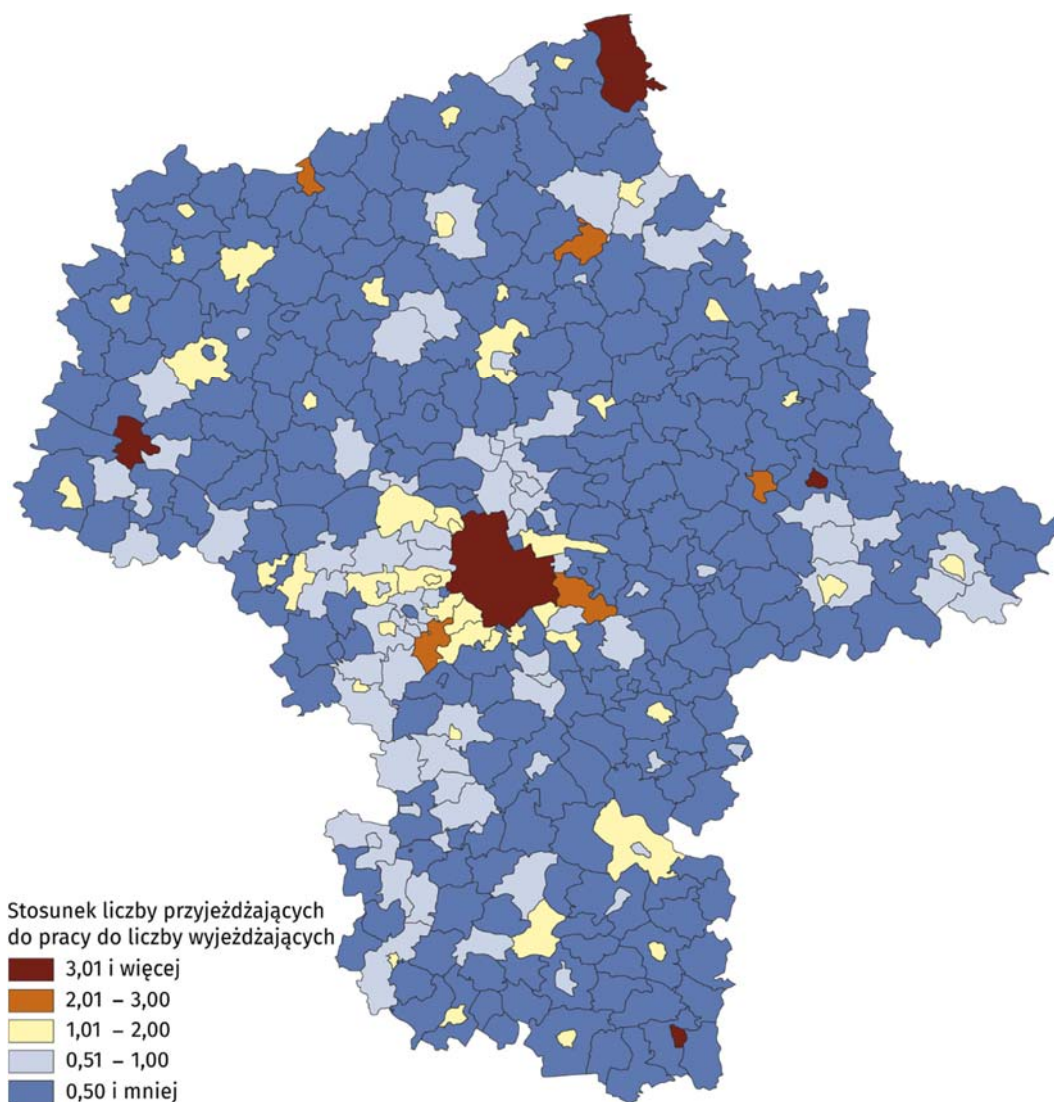 Stosunek liczby przyjeżdżających
do pracy do liczby wyjeżdżających
3,01 i więcej
2,01 – 3,00
1,01 – 2,00
0,51 – 1,00
0,50 i mniej